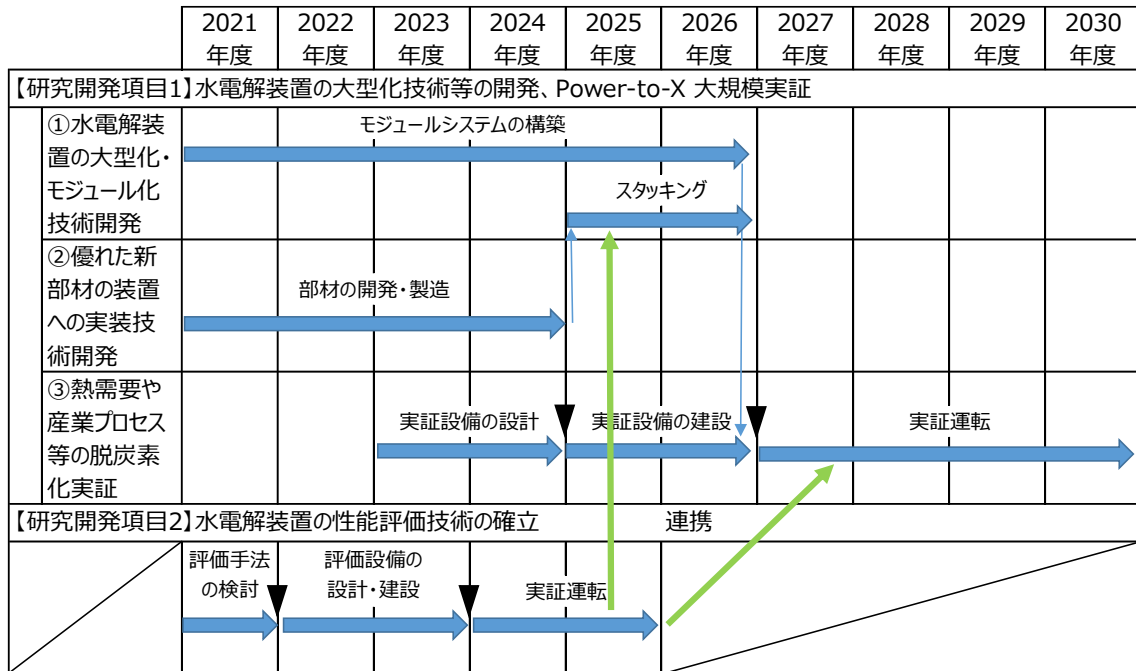 2021 2022 2023 2024 2025 2026 2027 2028 2029 2030
年度 年度 年度 年度 年度 年度 年度 年度 年度 年度
【研究開発項目1】水電解装置の大型化技術等の開発、Power-to-X 大規模実証
①水電解装
置の大型化・
モジュール化
技術開発
モジュールシステムの構築
スタッキング
②優れた新
部材の装置
への実装技
術開発
部材の開発・製造
③熱需要や
産業プロセス
等の脱炭素
化実証
実証設備の設計
実証設備の建設
実証運転
【研究開発項目2】水電解装置の性能評価技術の確立
連携
評価手法
の検討
評価設備の
設計・建設
実証運転